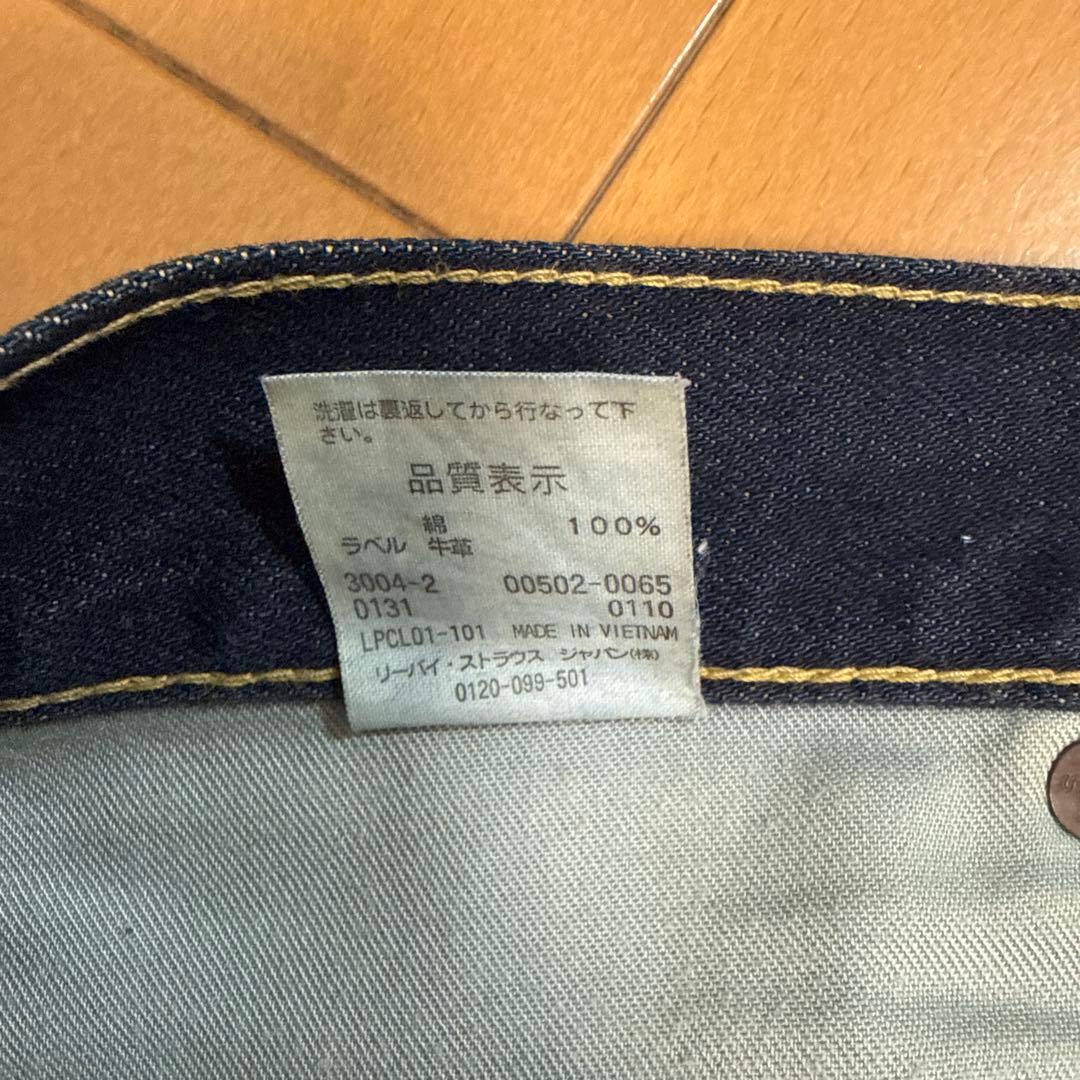 洗濯は裏返してから行なって下
さい。
品質表示
綿 100%
ラベル 牛革
3004-2 00502-0065
0131 0110
LPCL01-101 MADE IN VIETNAM
リーバイ・ストラウス ジャパン(株)
0120-099-501